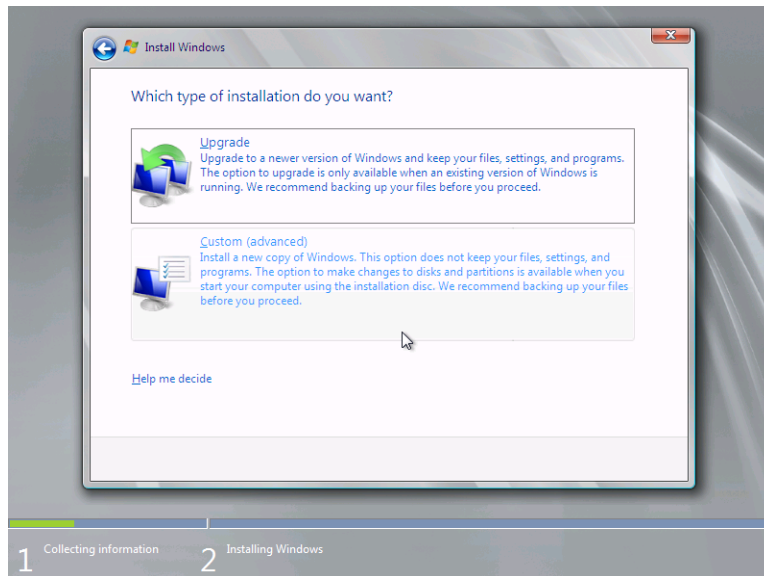 Install Windows
Which type of installation do you want?
Upgrade
Upgrade to a newer version of Windows and keep your files, settings, and programs.
The option to upgrade is only available when an existing version of Windows is
running. We recommend backing up your files before you proceed.
Custom (advanced)
Install a new copy of Windows. This option does not keep your files, settings, and
programs. The option to make changes to disks and partitions is available when you
start your computer using the installation disc. We recommend backing up your files
before you proceed.
Help me decide
1 Collecting information
2 Installing Windows